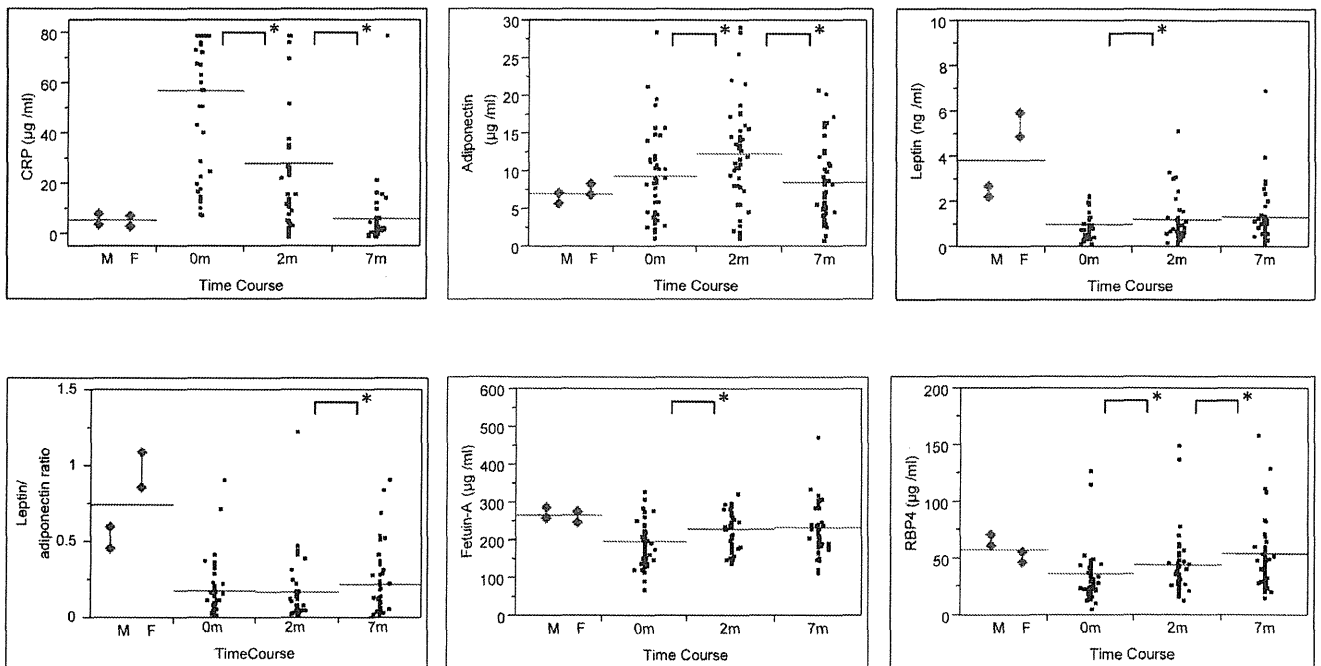 80
60
40
20
0
CRP (µg /ml)
* *
M F 0m 2m 7m
Time Course
30
25
20
15
10
5
0
Adiponectin
(µg /ml)
* *
M F 0m 2m 7m
Time Course
10
8
6
4
2
0
Leptin (ng /ml)
*
M F 0m 2m 7m
Time Course
1.5
1
0.5
0
Leptin/
adiponectin ratio
*
M F 0m 2m 7m
TimeCourse
600
500
400
300
200
100
0
Fetuin-A (µg /ml)
*
M F 0m 2m 7m
Time Course
200
150
100
50
0
RBP4 (µg /ml)
* *
M F 0m 2m 7m
Time Course